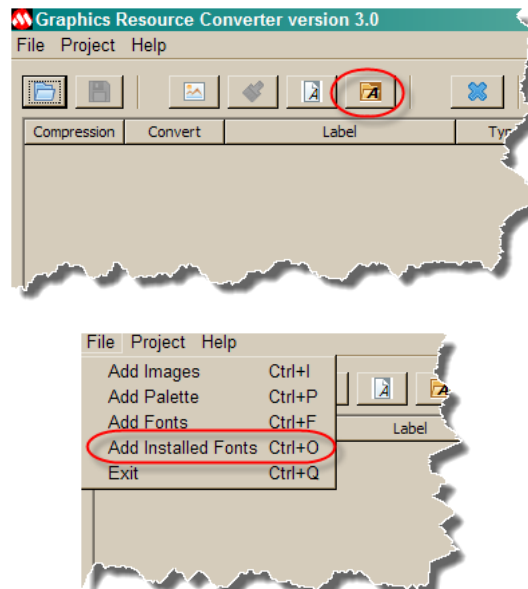 Graphics Resource Converter version 3.0
File Project Help
Compression Convert Label
File Project Help
Add Images Ctrl+I
Add Palette Ctrl+P
Add Fonts Ctrl+F
Add Installed Fonts Ctrl+O
Exit Ctrl+Q
Label